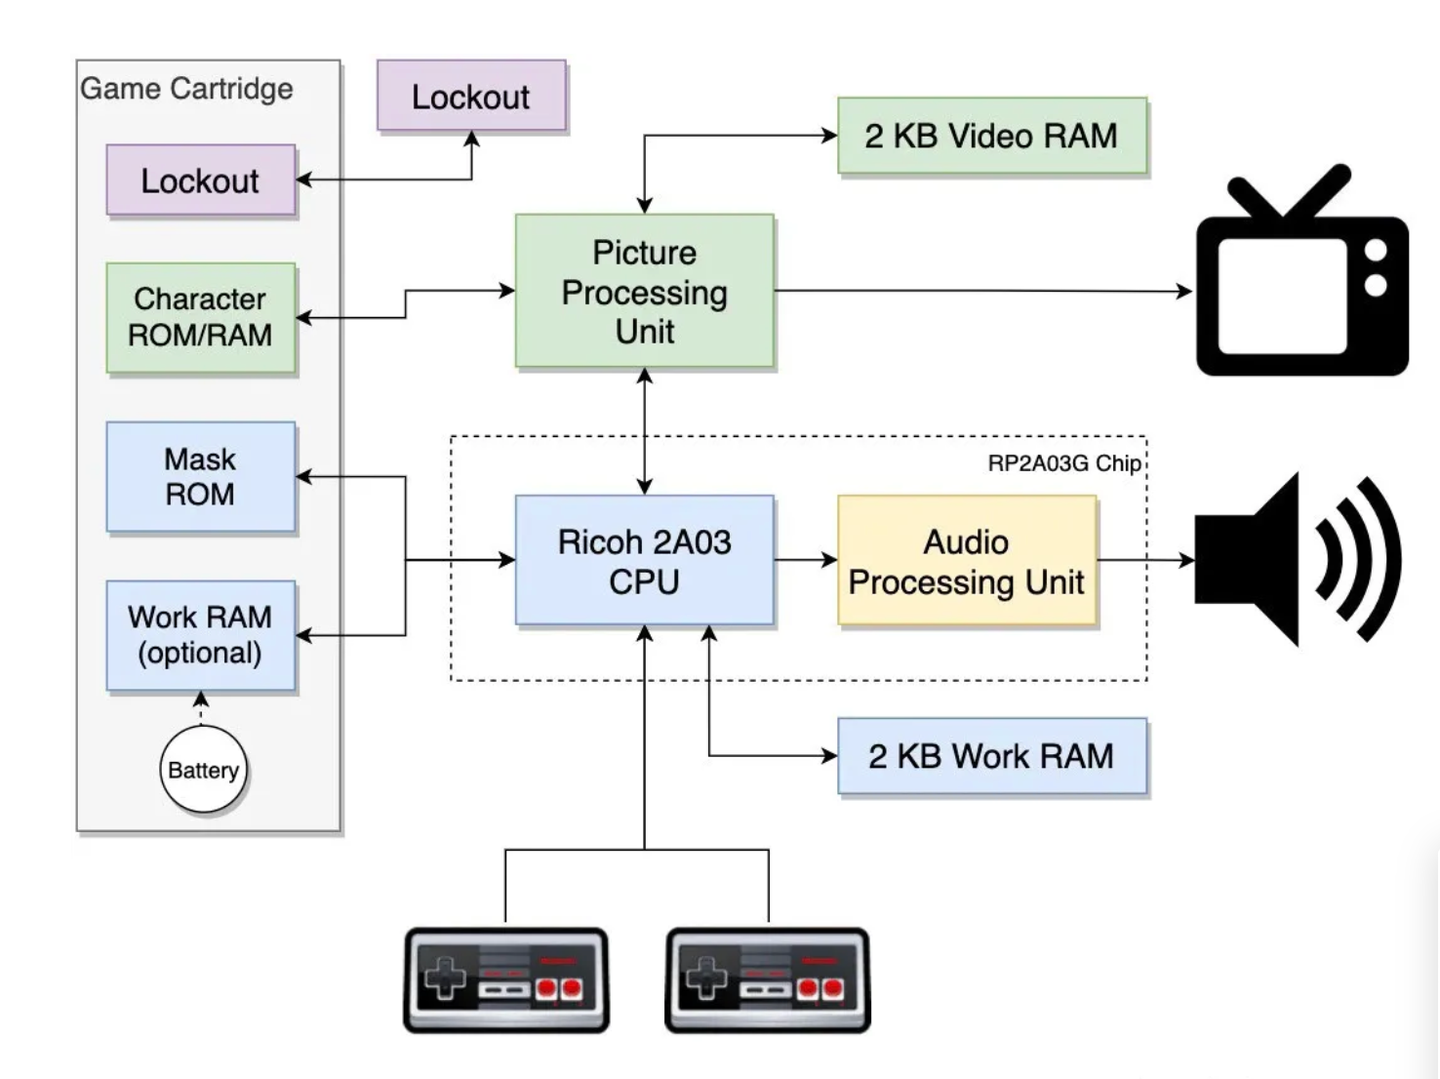 Game Cartridge
Lockout
Lockout
2 KB Video RAM
Character
ROM/RAM
Picture
Processing
Unit
Mask
ROM
RP2A03G Chip
Ricoh 2A03
CPU
Audio
Processing Unit
Work RAM
(optional)
Battery
2 KB Work RAM